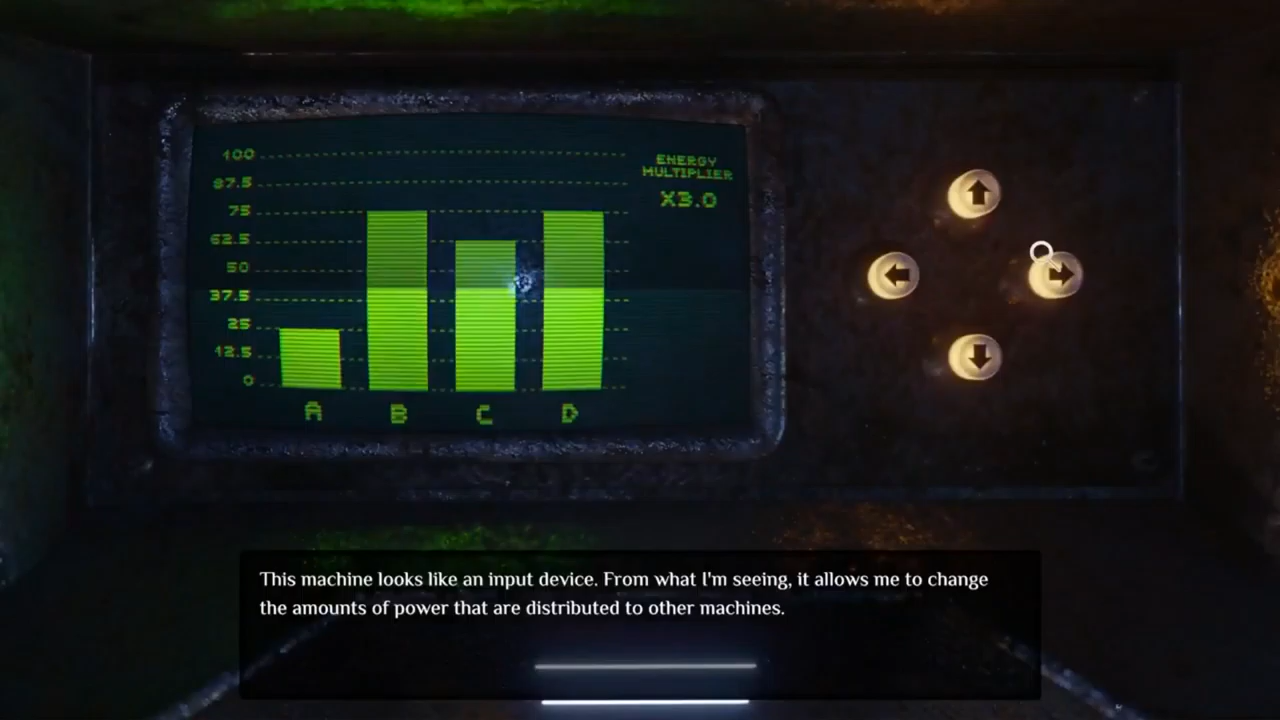 100
87.5
75
62.5
50
37.5
25
12.5
0
A B C D
ENERGY
MULTIPLIER
X3.0
This machine looks like an input device. From what I'm seeing, it allows me to change
the amounts of power that are distributed to other machines.